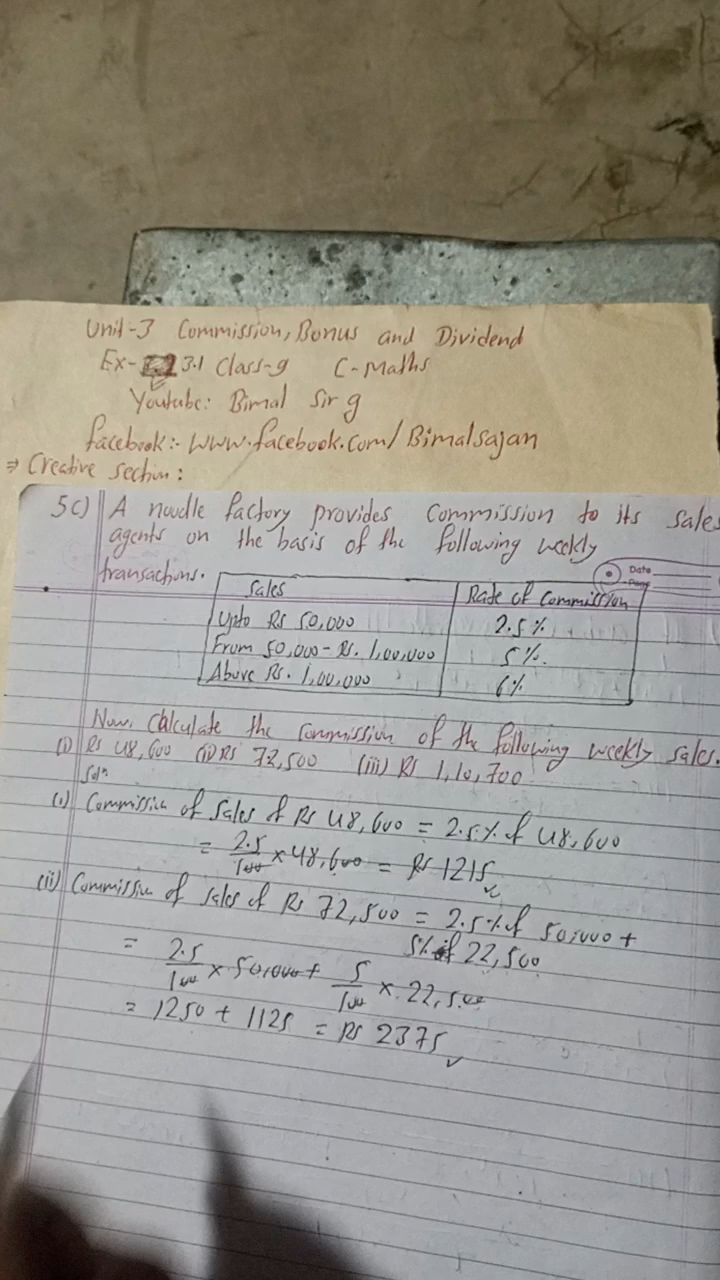 Unit-3 Commission, Bonus and Dividend
Ex- 3.1 Class-9 C-Maths
Youtube: Bimal Sir g
facebook:- www.facebook.com/Bimalsajan
⇒ Creative section:
5c) A noodle factory provides commission to its sales
agents on the basis of the following weekly
transactions.
Date
Page
Sales Rate of Commission
Upto Rs 50,000 2.5%
From 50,000 - Rs. 1,00,000 5%.
Above Rs. 1,00,000 6%
Now, calculate the commission of the following weekly sales.
(i) Rs 48,600 (ii) Rs 72,500 (iii) Rs 1,10,700
Soln
(i) Commission of sales of Rs 48,600 = 2.5% of 48,600
= 2.5/100 × 48,600 = Rs 1215
(ii) Commission of sales of Rs 72,500 = 2.5% of 50,000 +
5% of 22,500
= 2.5/100 × 50,000 + 5/100 × 22,500
= 1250 + 1125 = Rs 2375